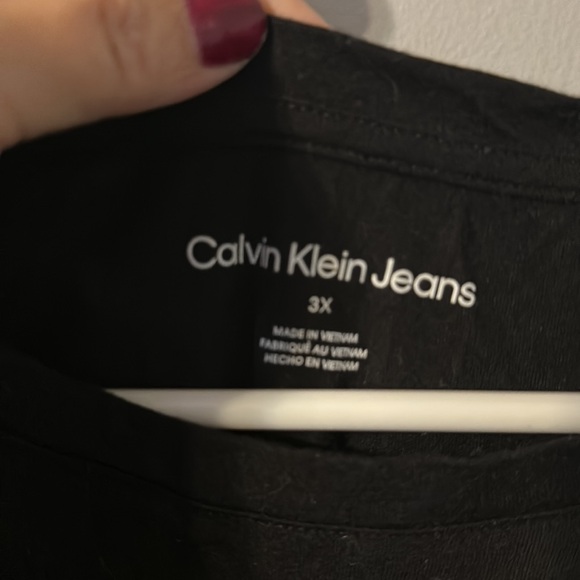 Calvin Klein Jeans
3X
MADE IN VIETNAM
FABRIQUÉ AU VIETNAM
HECHO EN VIETNAM